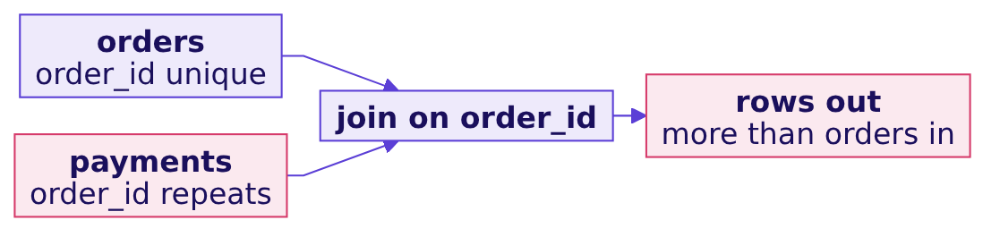 orders
order_id unique
payments
order_id repeats
join on order_id
rows out
more than orders in